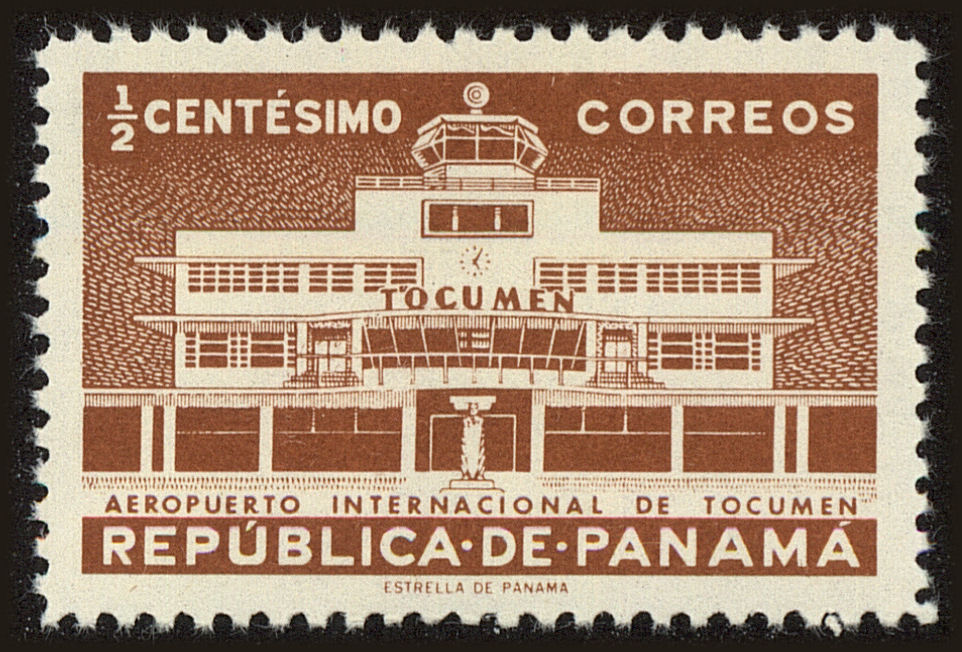 ½ CENTÉSIMO CORREOS
TOCUMEN
AEROPUERTO INTERNACIONAL DE TOCUMEN
REPÚBLICA·DE·PANAMÁ
ESTRELLA DE PANAMA